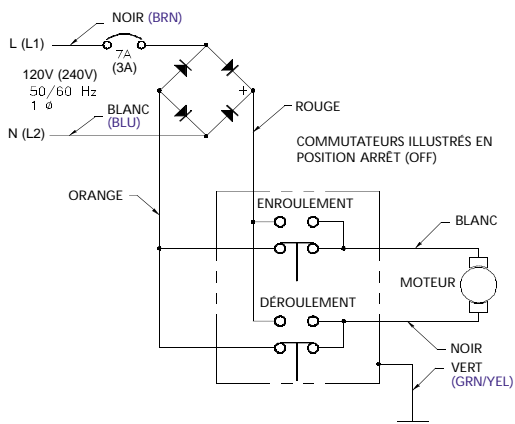 NOIR (BRN)
L (L1)
7A
(3A)
120V (240V)
50/60 Hz
1 ø
BLANC
(BLU)
N (L2)
+
ROUGE
COMMUTATEURS ILLUSTRÉS EN
POSITION ARRÊT (OFF)
ORANGE
ENROULEMENT
BLANC
MOTEUR
DÉROULEMENT
NOIR
VERT
(GRN/YEL)